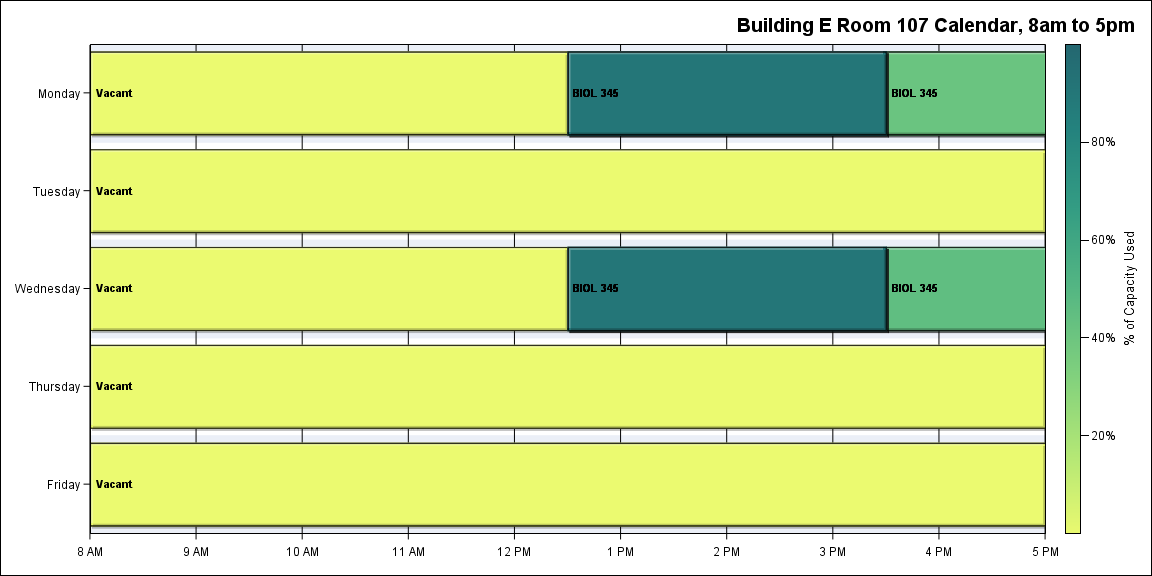 Building E Room 107 Calendar, 8am to 5pm
Monday
Vacant
BIOL 345
BIOL 345
Tuesday
Vacant
Wednesday
Vacant
BIOL 345
BIOL 345
Thursday
Vacant
Friday
Vacant
8 AM 9 AM 10 AM 11 AM 12 PM 1 PM 2 PM 3 PM 4 PM 5 PM
80%
60%
40%
20%
% of Capacity Used